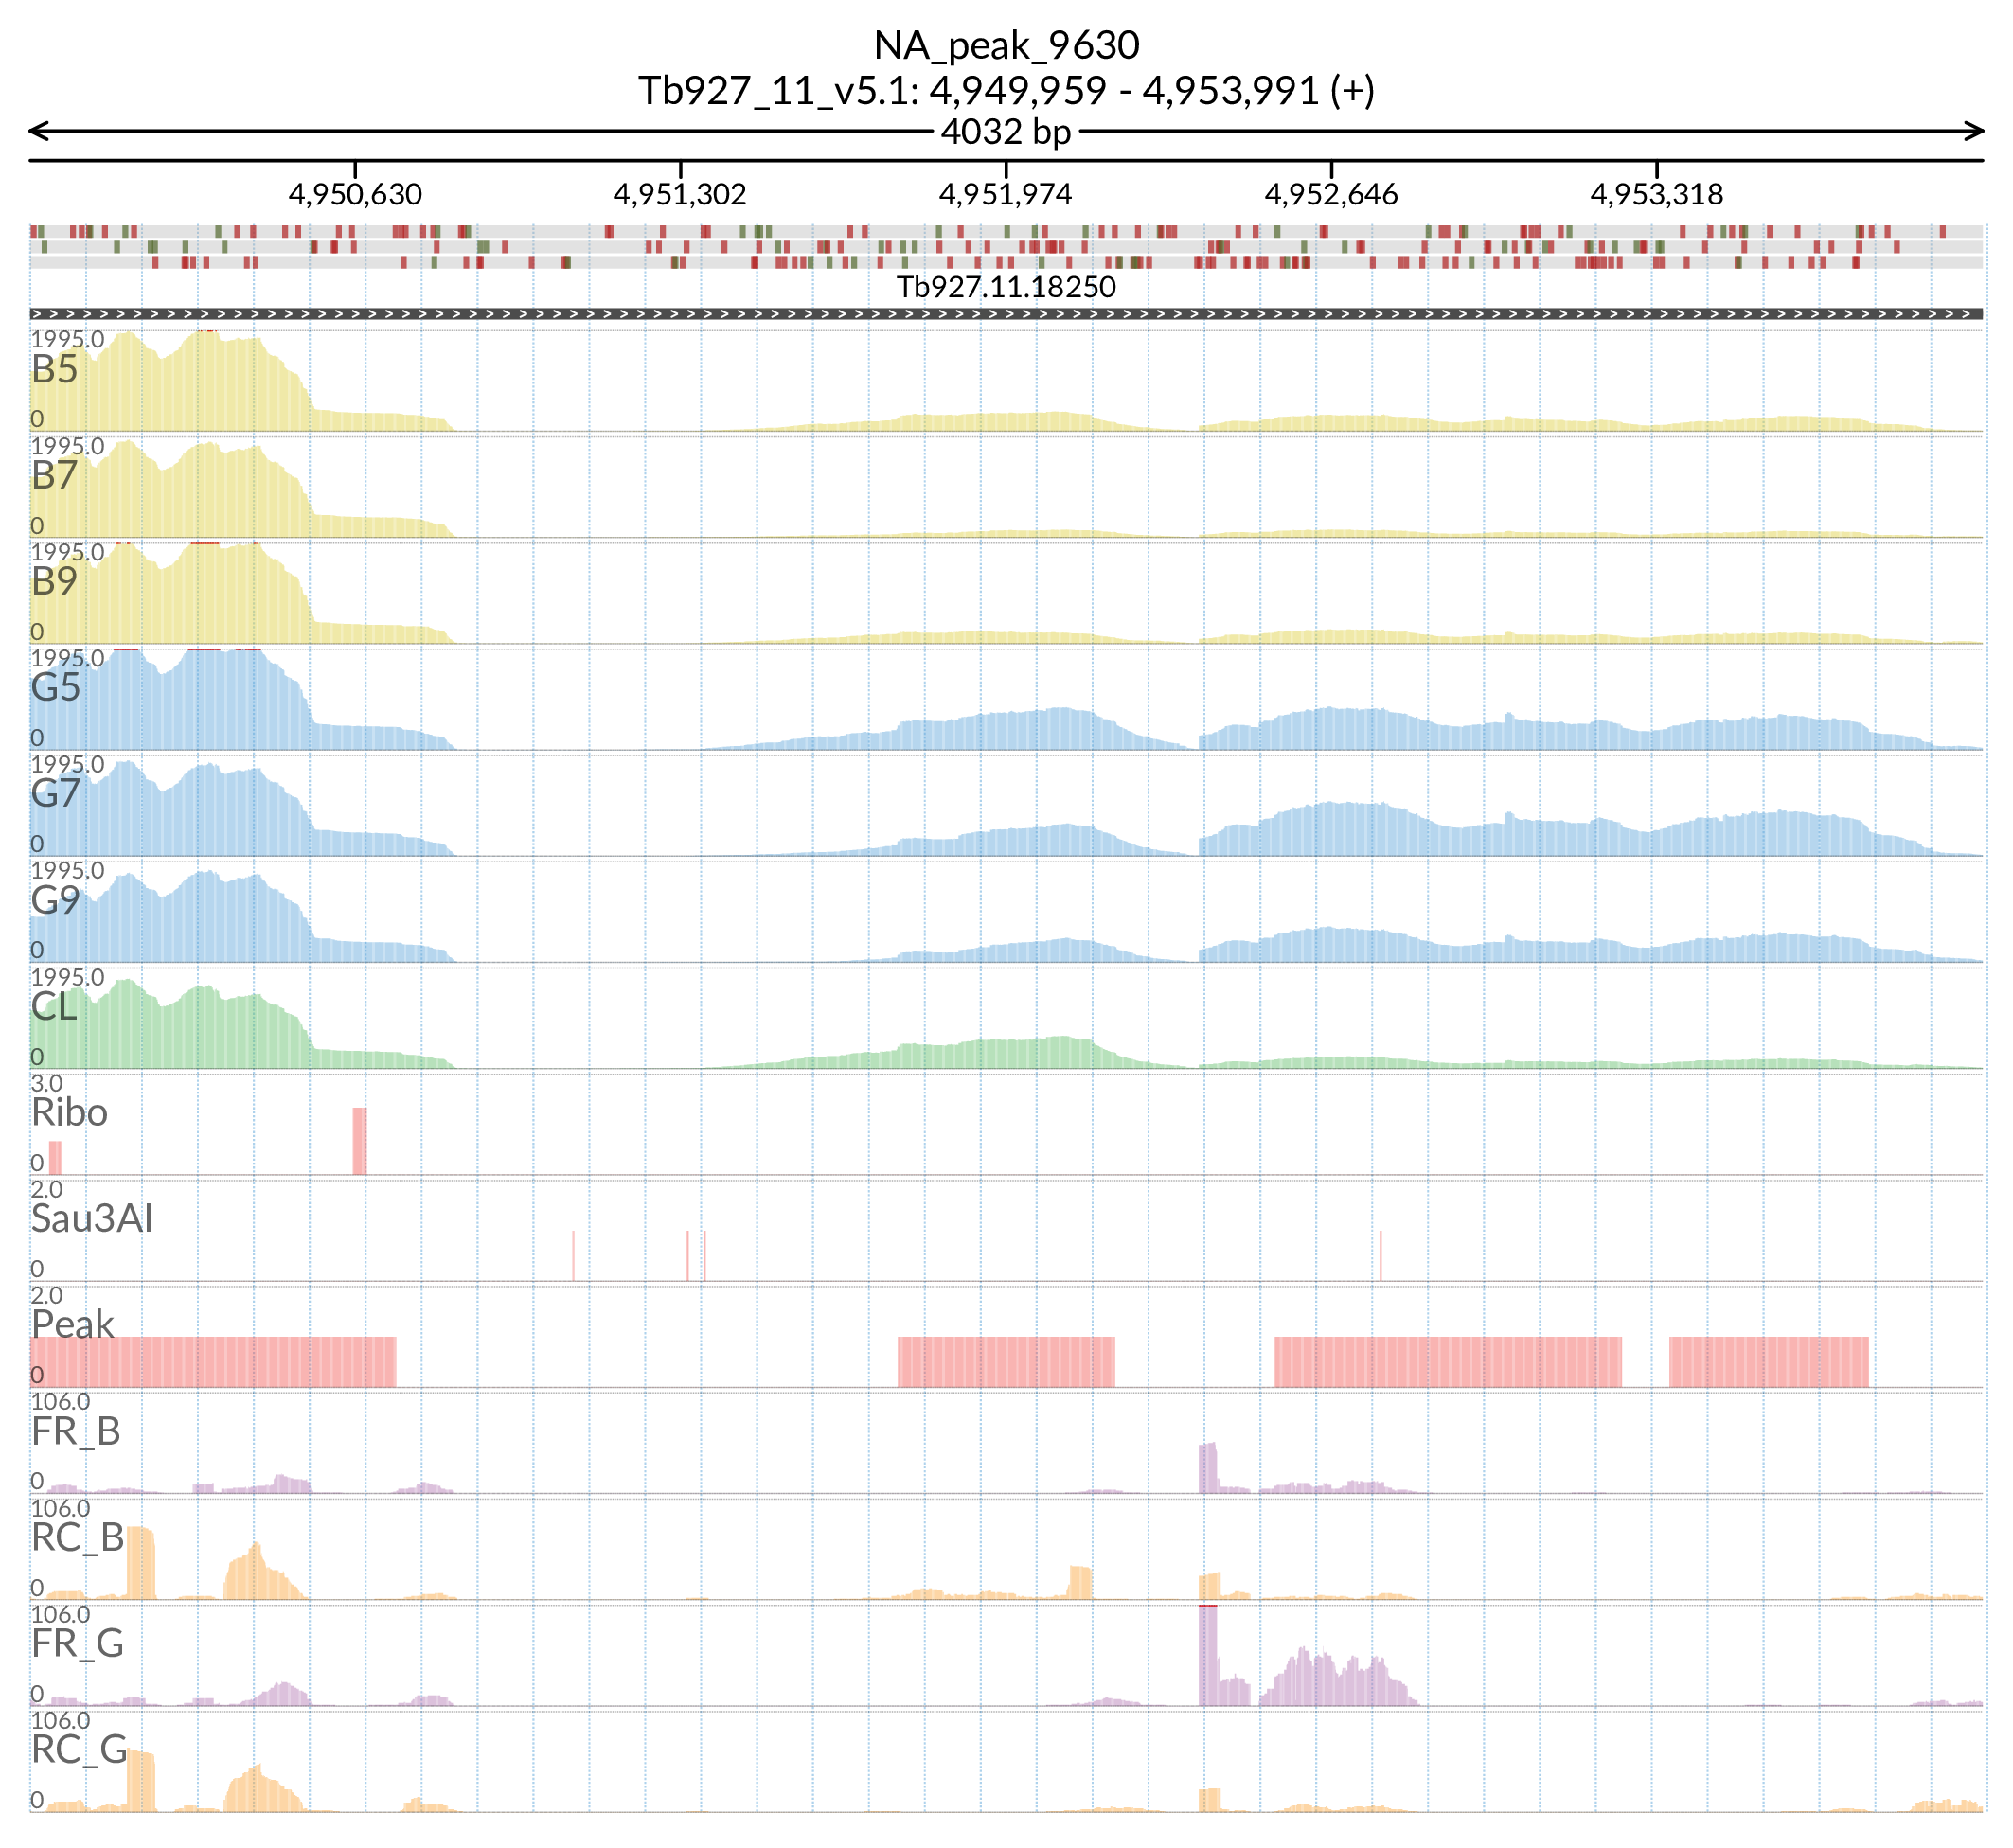 NA_peak_9630
Tb927_11_v5.1: 4,949,959 - 4,953,991 (+)
4032 bp
4,950,630 4,951,302 4,951,974 4,952,646 4,953,318
Tb927.11.18250
1995.0
B5
0
1995.0
B7
0
1995.0
B9
0
1995.0
G5
0
1995.0
G7
0
1995.0
G9
0
1995.0
CL
0
3.0
Ribo
0
2.0
Sau3AI
0
2.0
Peak
0
106.0
FR_B
0
106.0
RC_B
0
106.0
FR_G
0
106.0
RC_G
0